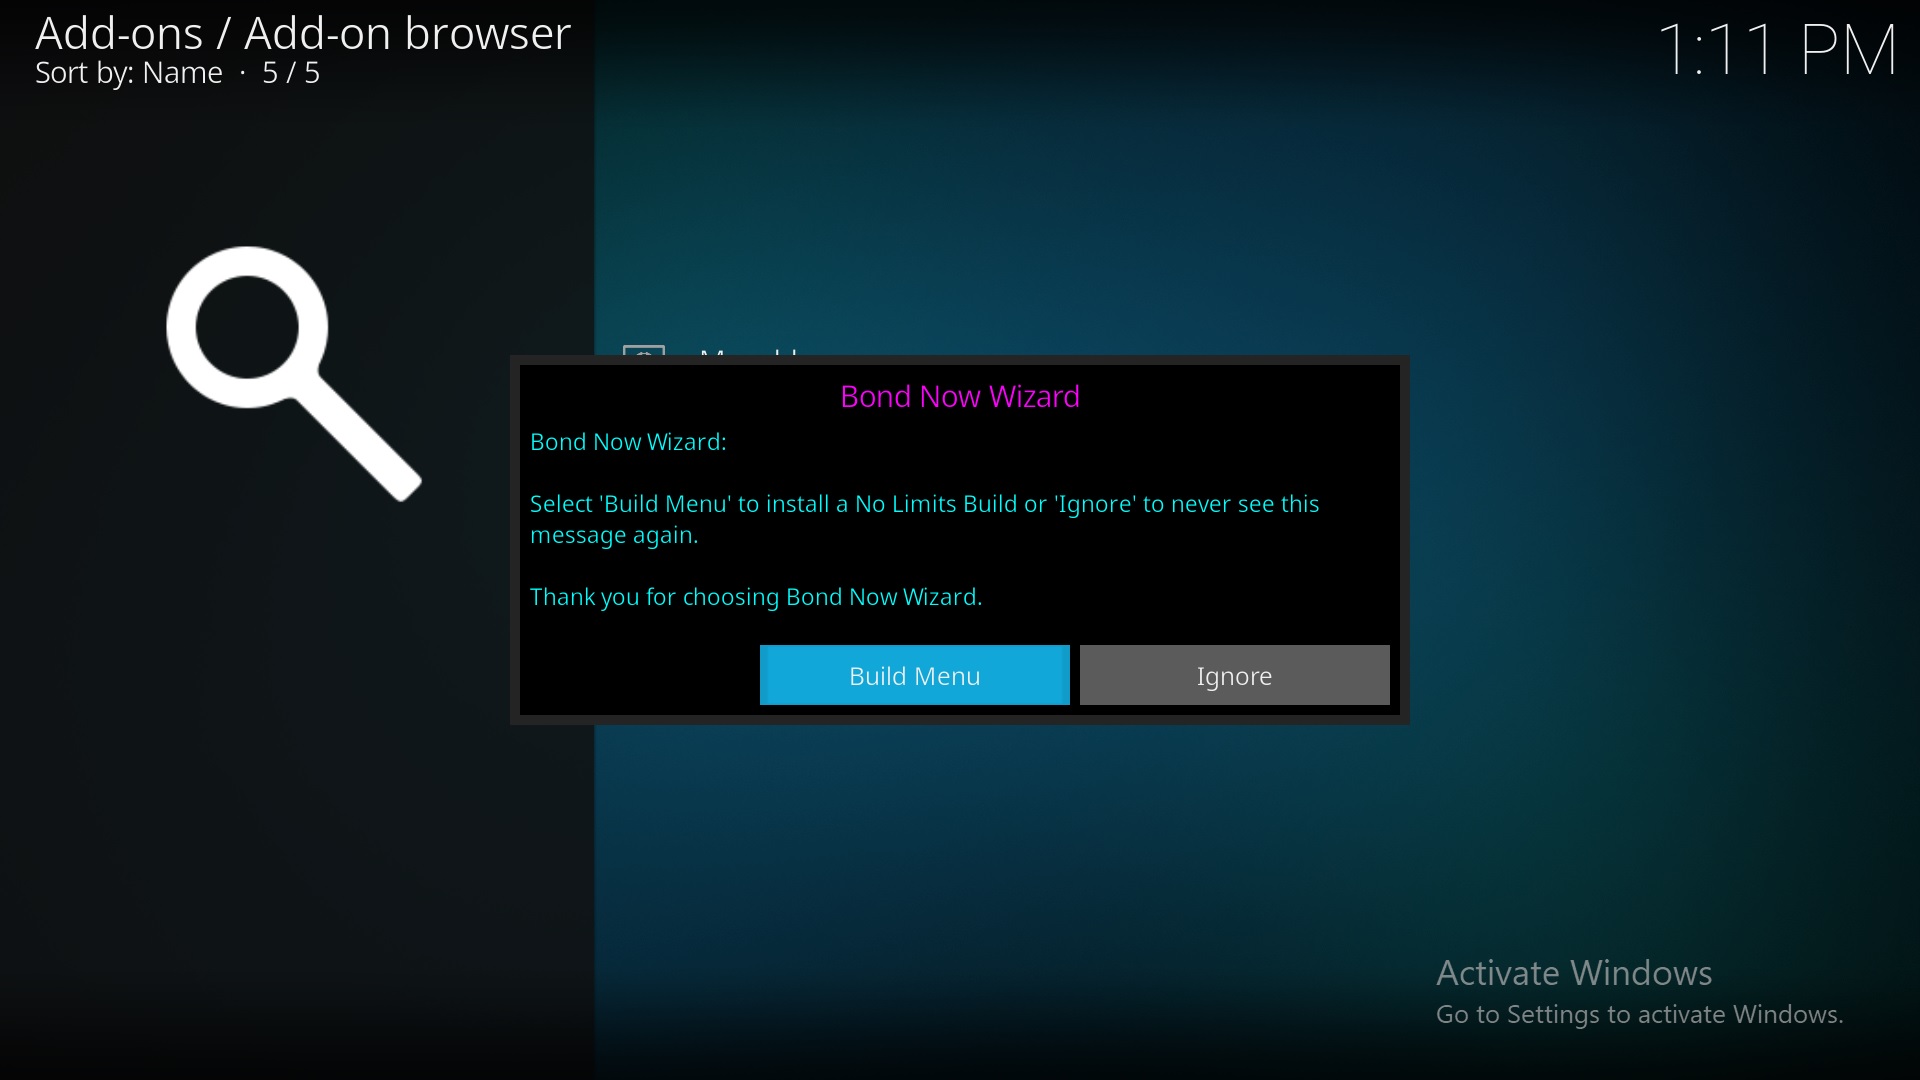 Add-ons / Add-on browser
Sort by: Name · 5 / 5
1:11 PM
Bond Now Wizard
Bond Now Wizard:
Select 'Build Menu' to install a No Limits Build or 'Ignore' to never see this
message again.
Thank you for choosing Bond Now Wizard.
Build Menu
Ignore
Activate Windows
Go to Settings to activate Windows.